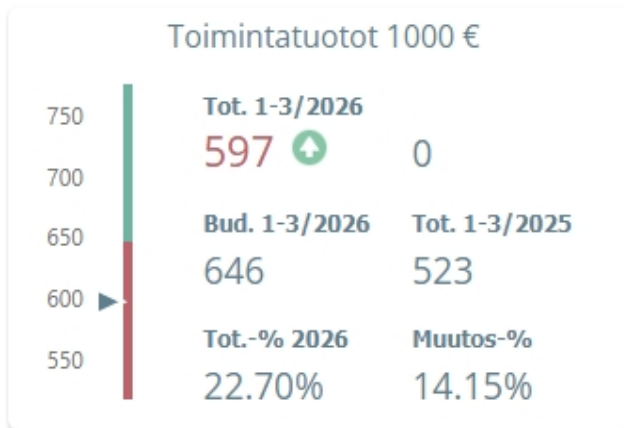 Toimintatuotot 1000 €
750
700
650
600
550
Tot. 1-3/2026
597 0
Bud. 1-3/2026 Tot. 1-3/2025
646 523
Tot.-% 2026 Muutos-%
22.70% 14.15%